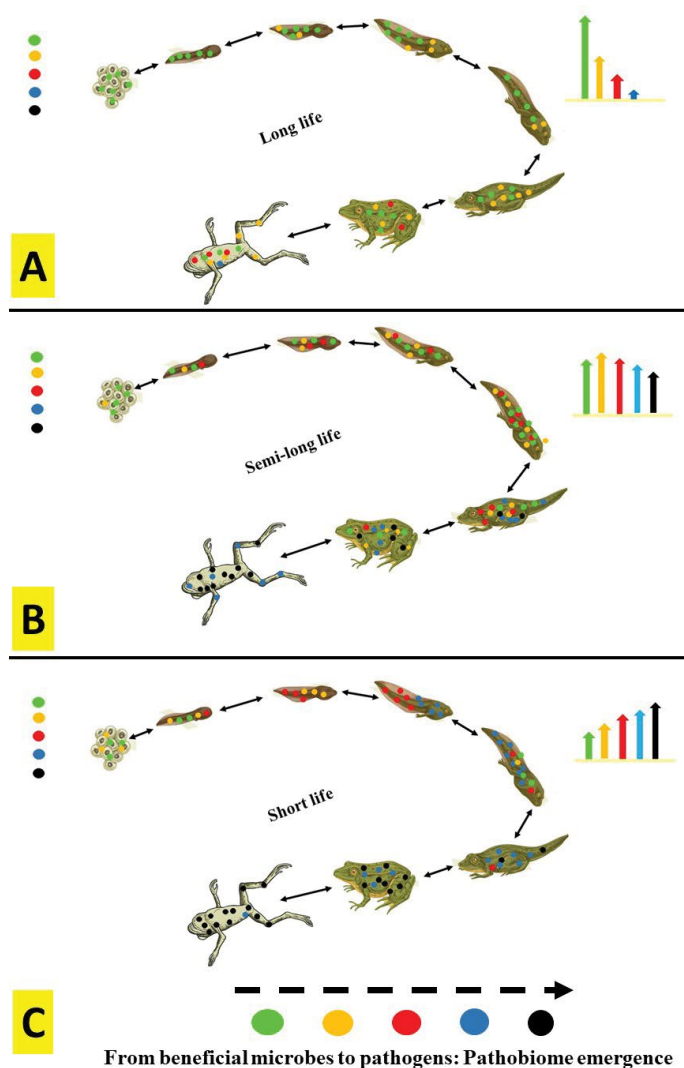 Long life
A
Semi-long life
B
Short life
C
From beneficial microbes to pathogens: Pathobiome emergence